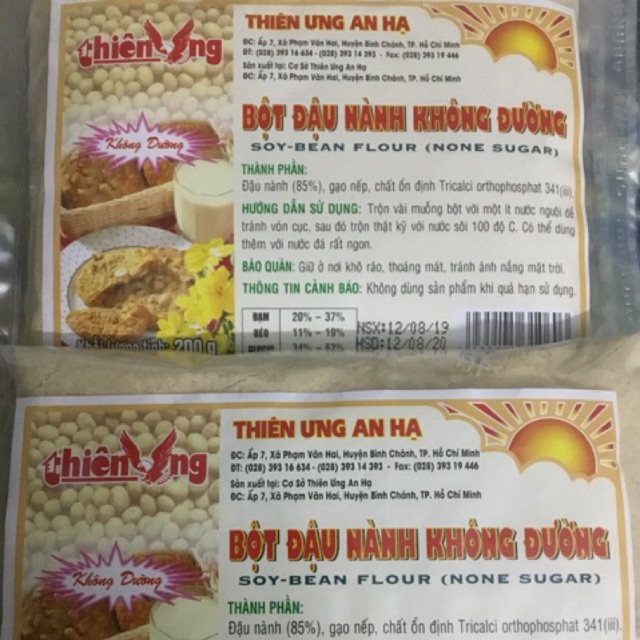 thiên Ưng
THIÊN ƯNG AN HẠ
ĐC: Ấp 7, Xã Phạm Văn Hai, Huyện Bình Chánh, TP. Hồ Chí Minh
ĐT: (028) 393 16 634 - (028) 393 14 393 - Fax: (028) 393 19 446
Sản xuất tại: Cơ Sở Thiên Ưng An Hạ
ĐC: Ấp 7, Xã Phạm Văn Hai, Huyện Bình Chánh, TP. Hồ Chí Minh
BỘT ĐẬU NÀNH KHÔNG ĐƯỜNG
SOY-BEAN FLOUR (NONE SUGAR)
Không Đường
THÀNH PHẦN:
Đậu nành (85%), gạo nếp, chất ổn định Tricalci orthophosphat 341(iii).
HƯỚNG DẪN SỬ DỤNG: Trộn vài muỗng bột với một ít nước nguội để
tránh vón cục, sau đó trộn thật kỹ với nước sôi 100 độ C. Có thể dùng
thêm với nước đá rất ngon.
BẢO QUẢN: Giữ ở nơi khô ráo, thoáng mát, tránh ánh nắng mặt trời.
THÔNG TIN CẢNH BÁO: Không dùng sản phẩm khi quá hạn sử dụng.
ĐẠM 20% - 37%
BÉO 11% - 19%
GLUCID 34% - 53%
NSX:12/08/19
HSD:12/08/20
Khối lượng tịnh: 200 g
thiên Ưng
THIÊN ƯNG AN HẠ
ĐC: Ấp 7, Xã Phạm Văn Hai, Huyện Bình Chánh, TP. Hồ Chí Minh
ĐT: (028) 393 16 634 - (028) 393 14 393 - Fax: (028) 393 19 446
Sản xuất tại: Cơ Sở Thiên Ưng An Hạ
ĐC: Ấp 7, Xã Phạm Văn Hai, Huyện Bình Chánh, TP. Hồ Chí Minh
BỘT ĐẬU NÀNH KHÔNG ĐƯỜNG
SOY-BEAN FLOUR (NONE SUGAR)
Không Đường
THÀNH PHẦN:
Đậu nành (85%), gạo nếp, chất ổn định Tricalci orthophosphat 341(iii).